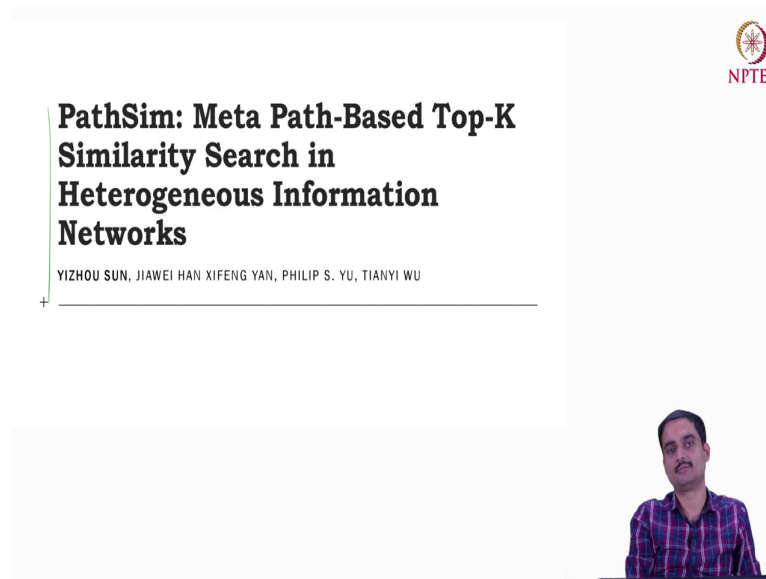 PathSim: Meta Path-Based Top-K
Similarity Search in
Heterogeneous Information
Networks
YIZHOU SUN, JIAWEI HAN XIFENG YAN, PHILIP S. YU, TIANYI WU
NPTE